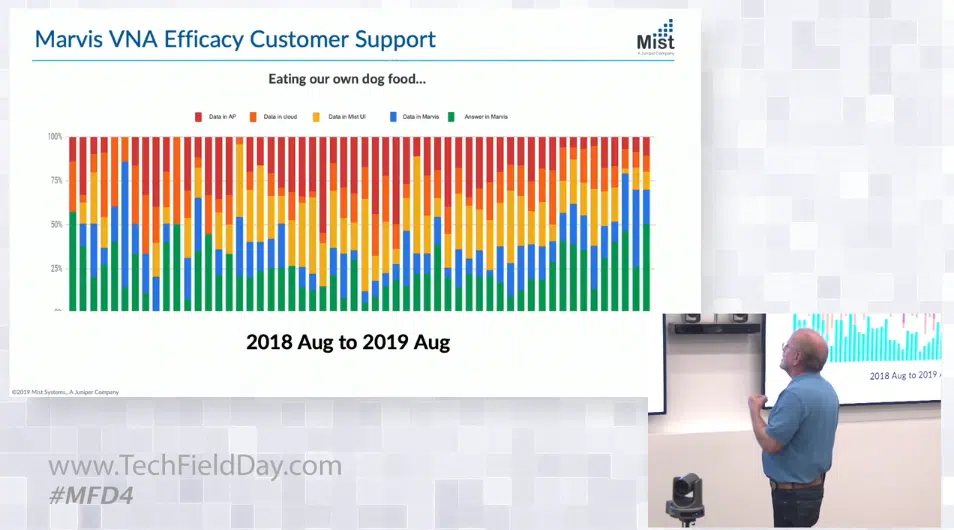 Marvis VNA Efficacy Customer Support
Mist
A Juniper Company
Eating our own dog food...
Data in AP Data in cloud Data in Mist UI Data in Marvis Answer in Marvis
100%
75%
50%
25%
2018 Aug to 2019 Aug
©2019 Mist Systems., A Juniper Company
2018 Aug to 2019
www.TechFieldDay.com
#MFD4